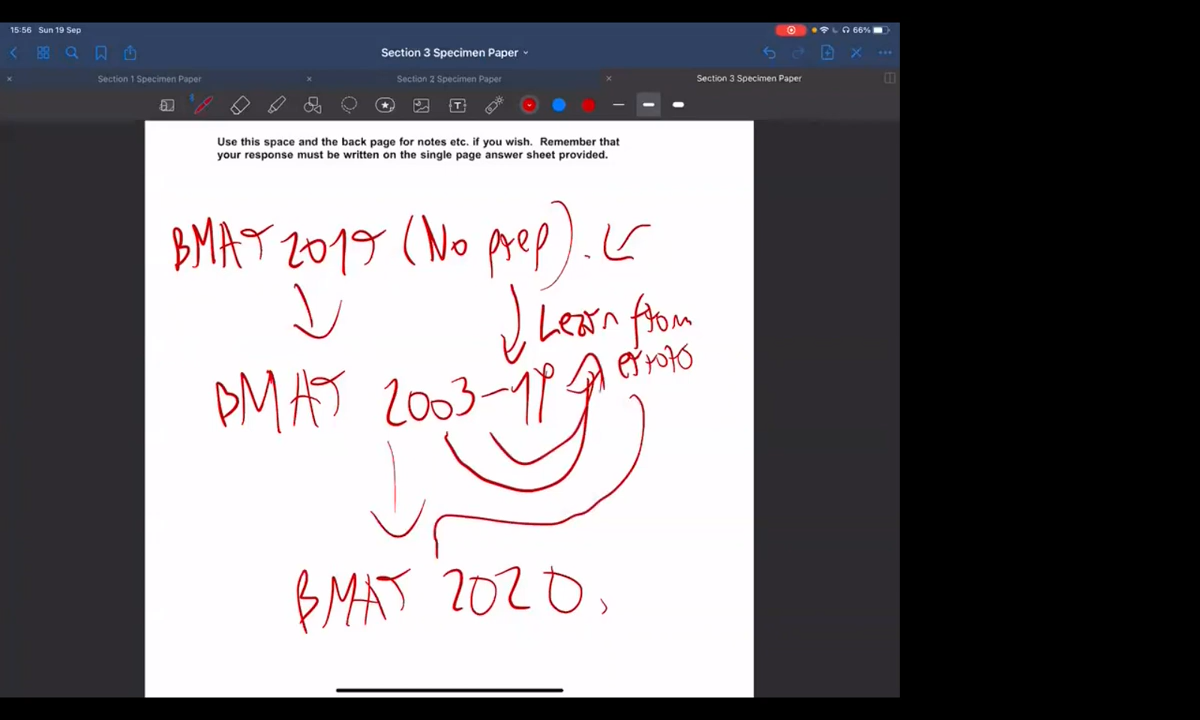 15:56 Sun 19 Sep
66%
Section 3 Specimen Paper
Section 1 Specimen Paper
Section 2 Specimen Paper
Section 3 Specimen Paper
Use this space and the back page for notes etc. if you wish. Remember that
your response must be written on the single page answer sheet provided.
BMAT 2019 (No prep).
Learn from
errors
BMAT 2003-19
BMAT 2020,